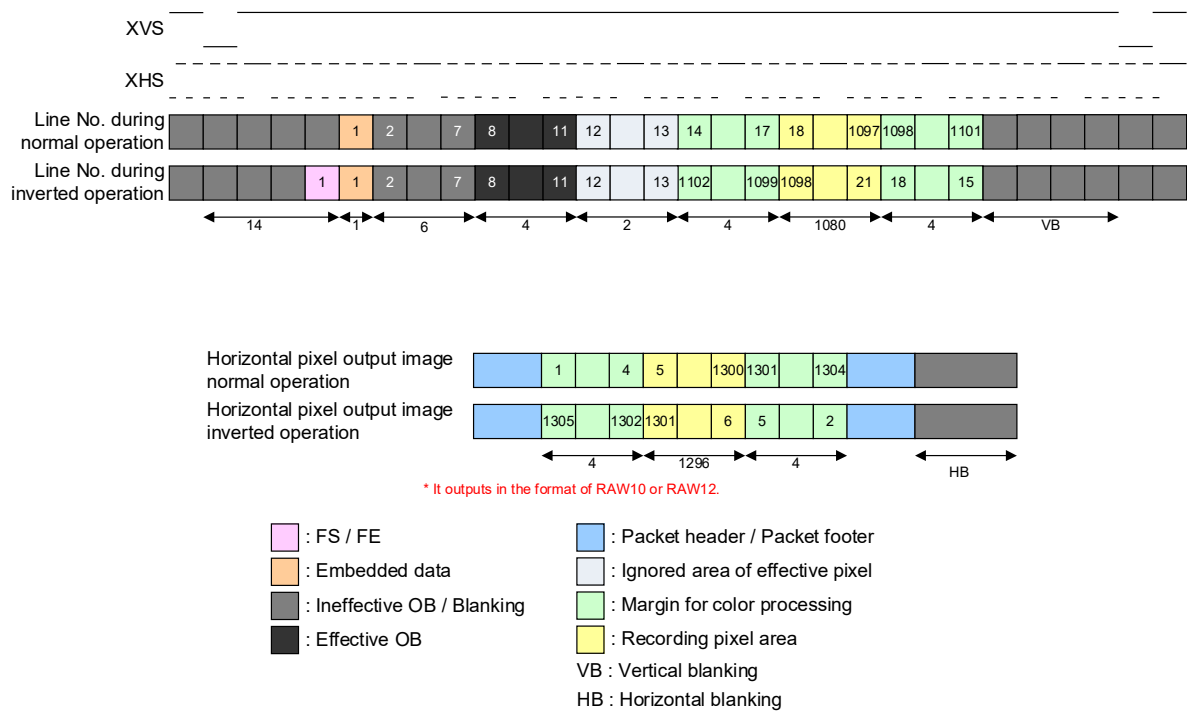 XVS
XHS
Line No. during
normal operation
1 2 7 8 11 12 13 14 17 18 1097 1098 1101
Line No. during
inverted operation
1 1 2 7 8 11 12 13 1102 1099 1098 21 18 15
14 1 6 4 2 4 1080 4 VB
Horizontal pixel output image
normal operation
1 4 5 1300 1301 1304
Horizontal pixel output image
inverted operation
1305 1302 1301 6 5 2
4 1296 4 HB
* It outputs in the format of RAW10 or RAW12.
: FS / FE
: Embedded data
: Ineffective OB / Blanking
: Effective OB
: Packet header / Packet footer
: Ignored area of effective pixel
: Margin for color processing
: Recording pixel area
VB : Vertical blanking
HB : Horizontal blanking